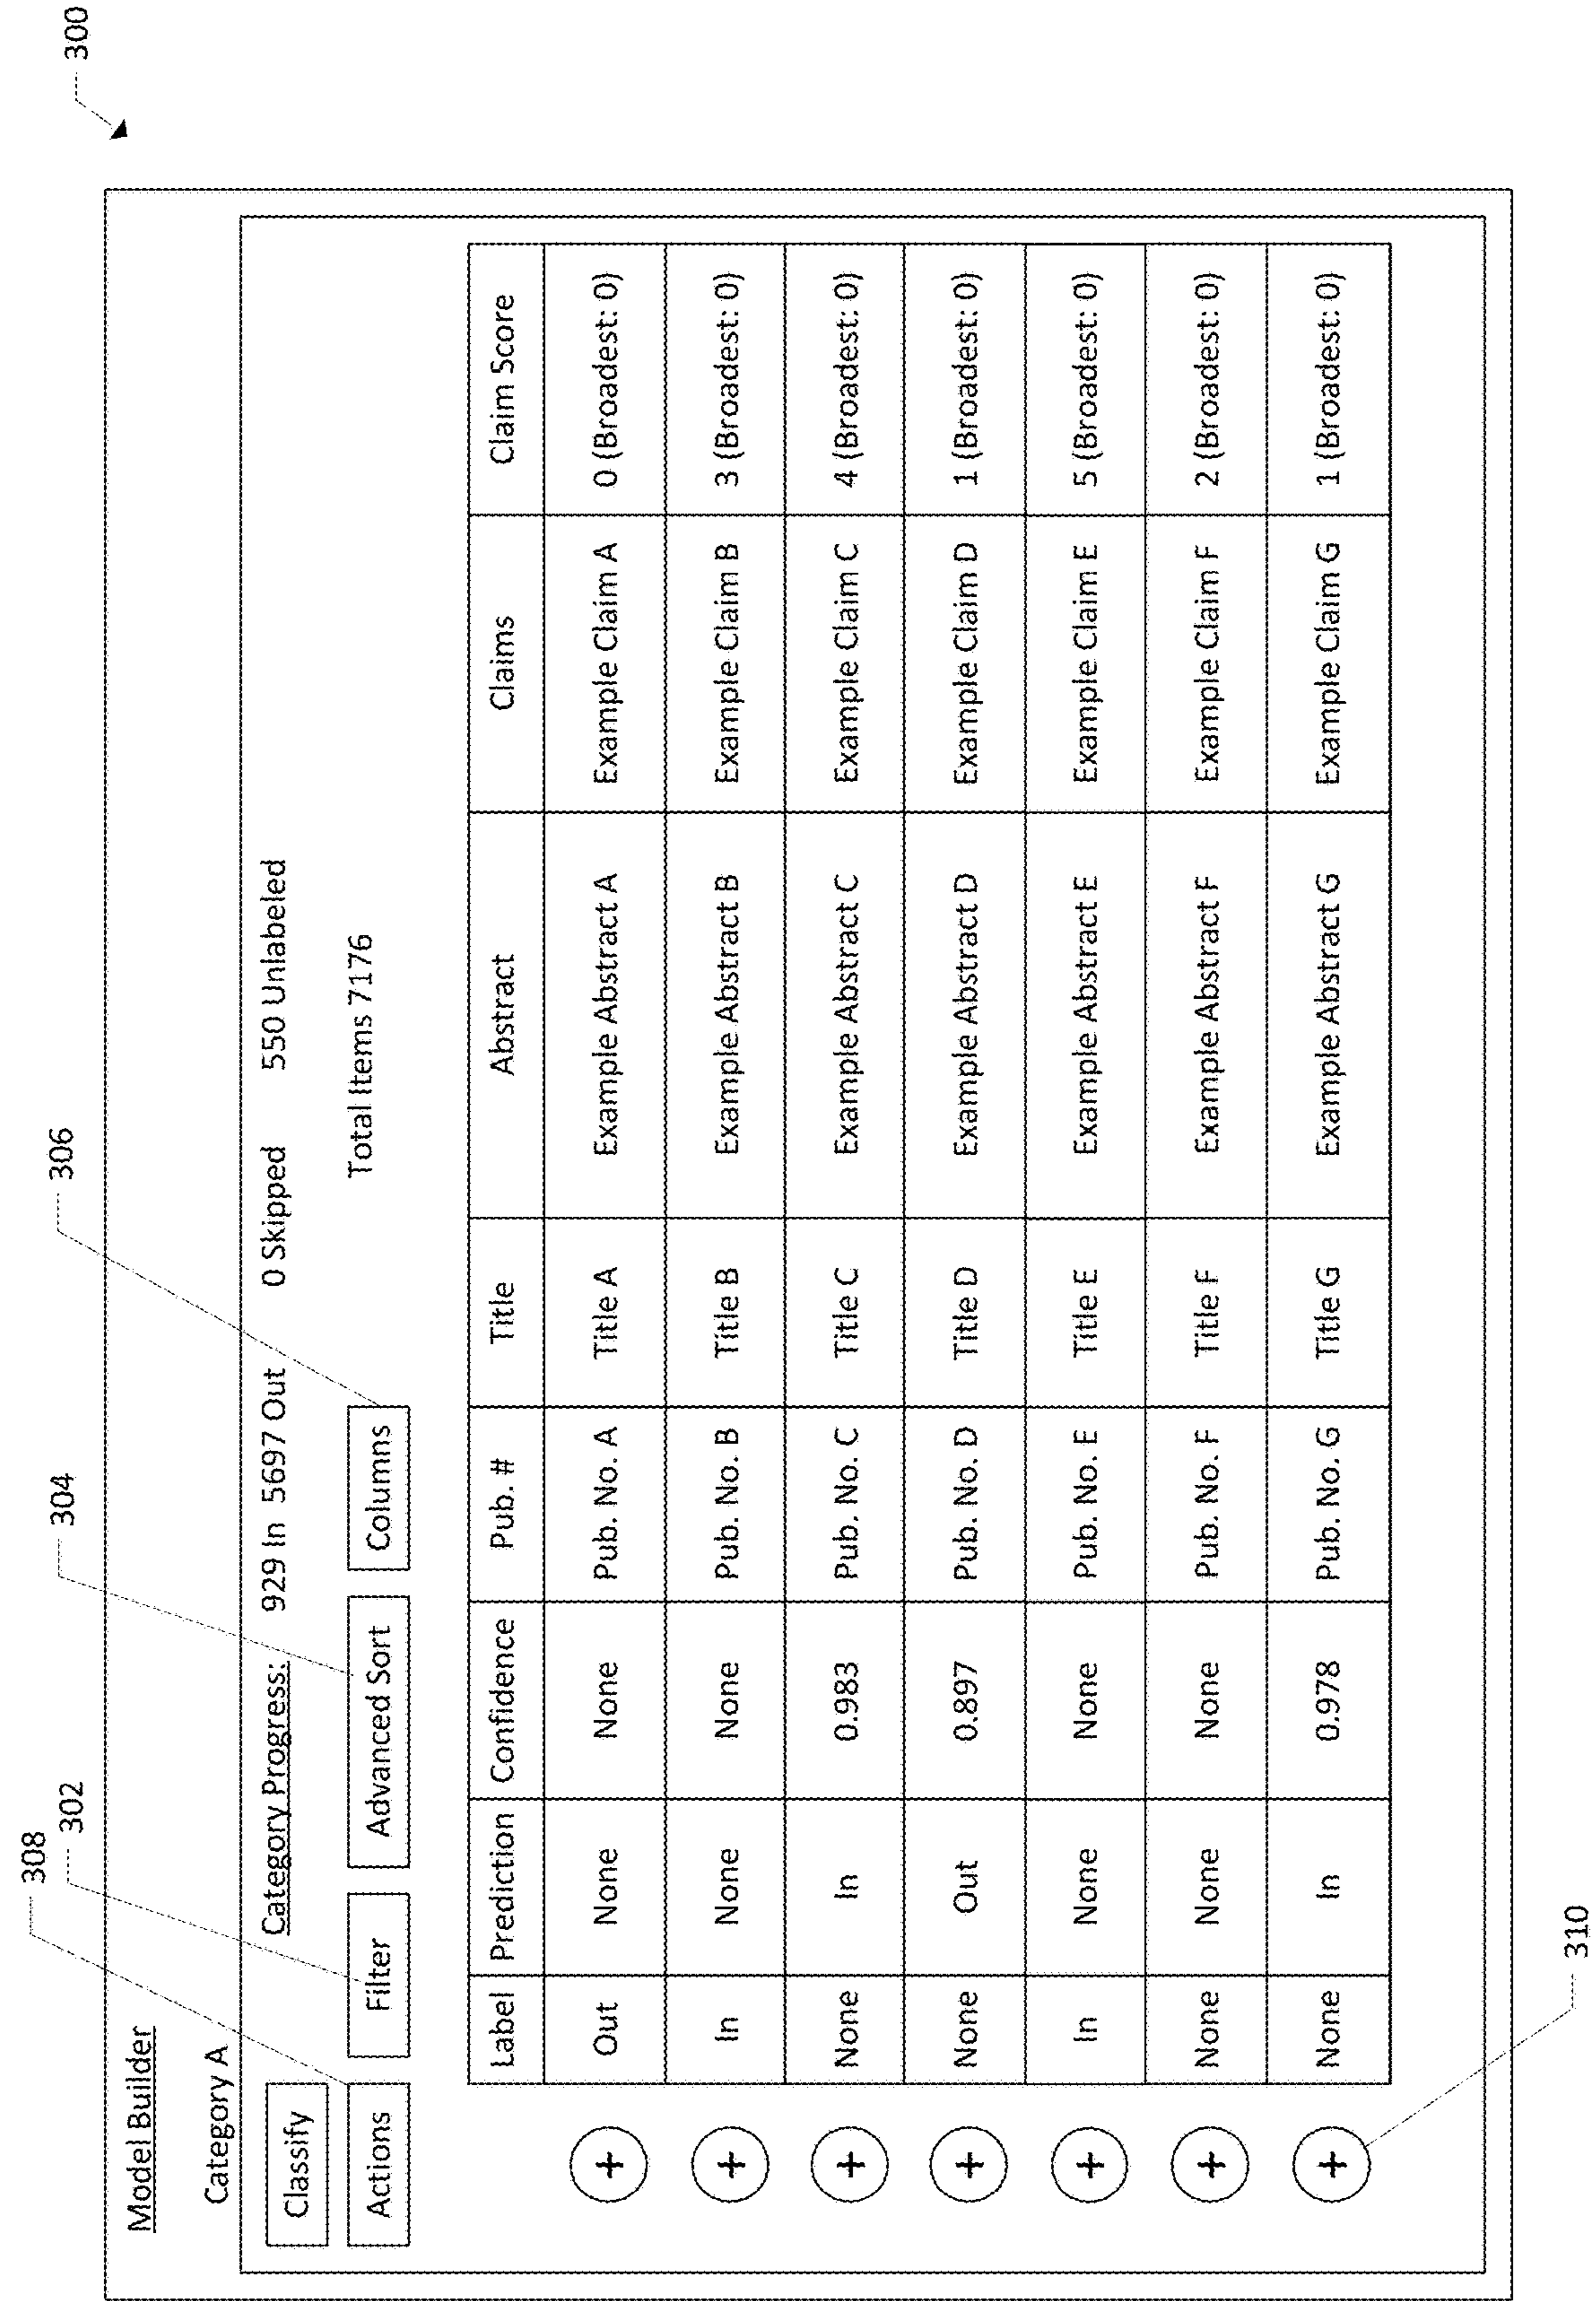 300
308
302
304
306
Model Builder
Category A
Classify
Category Progress: 929 In 5697 Out 0 Skipped 550 Unlabeled
Actions Filter Advanced Sort Columns Total Items 7176
Label Prediction Confidence Pub. # Title Abstract Claims Claim Score
+ Out None None Pub. No. A Title A Example Abstract A Example Claim A 0 (Broadest: 0)
+ In None None Pub. No. B Title B Example Abstract B Example Claim B 3 (Broadest: 0)
+ None In 0.983 Pub. No. C Title C Example Abstract C Example Claim C 4 (Broadest: 0)
+ None Out 0.897 Pub. No. D Title D Example Abstract D Example Claim D 1 (Broadest: 0)
+ In None None Pub. No. E Title E Example Abstract E Example Claim E 5 (Broadest: 0)
+ None None None Pub. No. F Title F Example Abstract F Example Claim F 2 (Broadest: 0)
+ None In 0.978 Pub. No. G Title G Example Abstract G Example Claim G 1 (Broadest: 0)
310